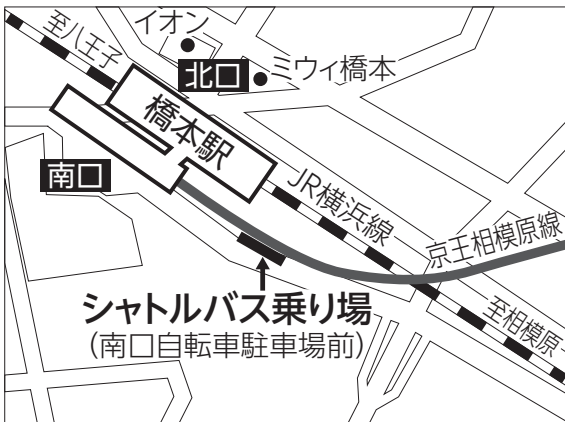 至八王子
イオン
北口
ミウィ橋本
橋本駅
南口
JR横浜線
京王相模原線
シャトルバス乗り場
(南口自転車駐車場前)
至相模原